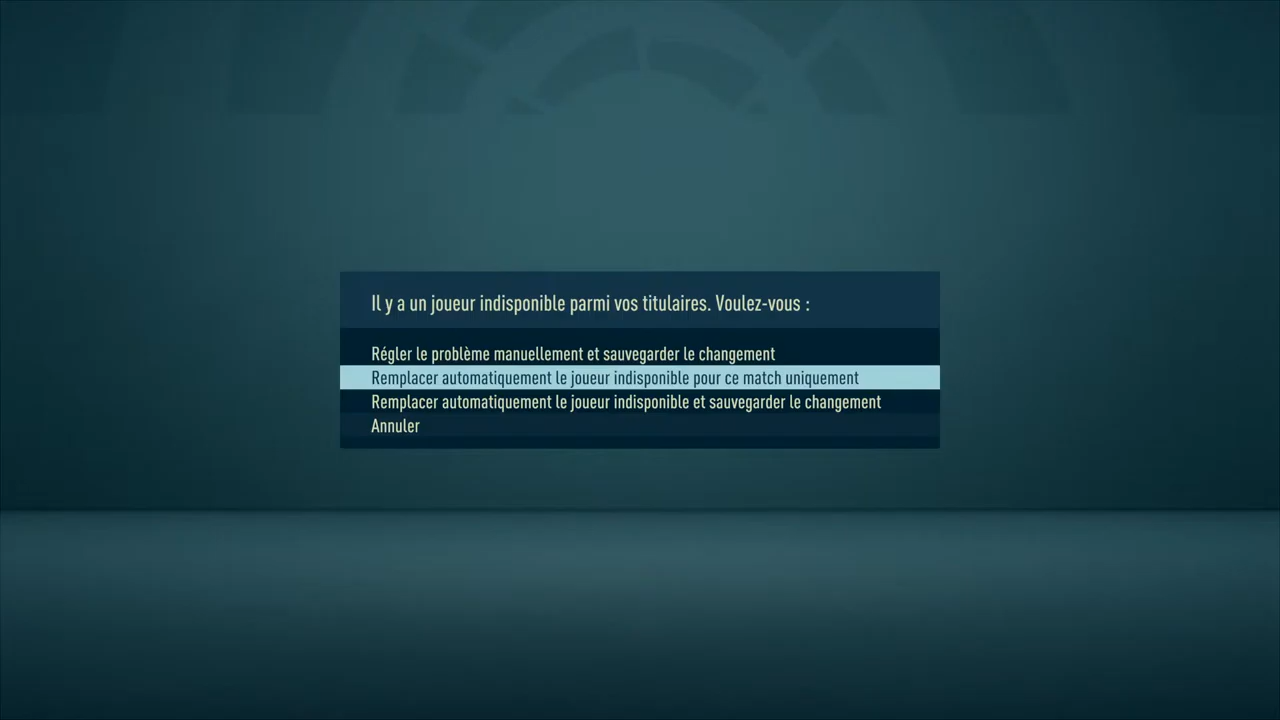 Il y a un joueur indisponible parmi vos titulaires. Voulez-vous :
Régler le problème manuellement et sauvegarder le changement
Remplacer automatiquement le joueur indisponible pour ce match uniquement
Remplacer automatiquement le joueur indisponible et sauvegarder le changement
Annuler